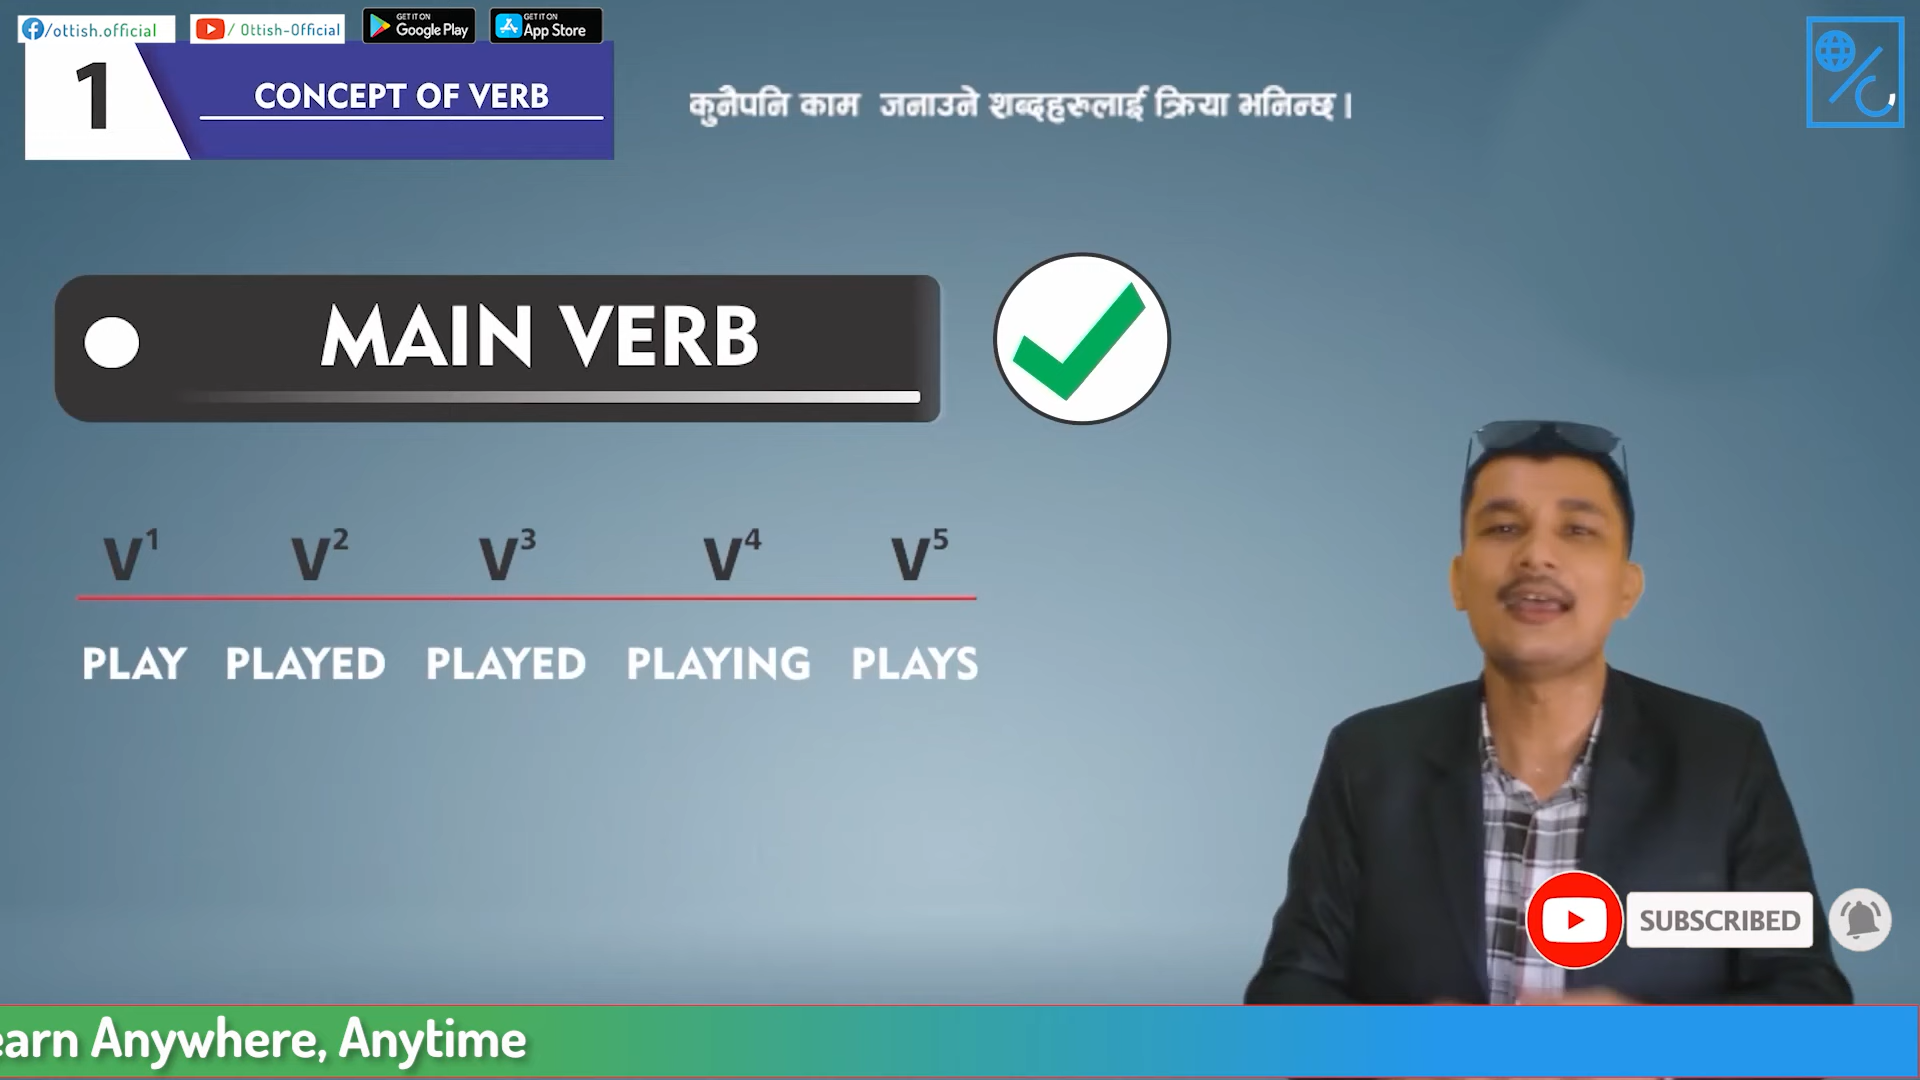 /ottish.official
/ Ottish-Official
GET IT ON
Google Play
GET IT ON
App Store
1
CONCEPT OF VERB
कुनैपनि काम जनाउने शब्दहरुलाई क्रिया भनिन्छ ।
MAIN VERB
V1 V2 V3 V4 V5
PLAY PLAYED PLAYED PLAYING PLAYS
SUBSCRIBED
earn Anywhere, Anytime